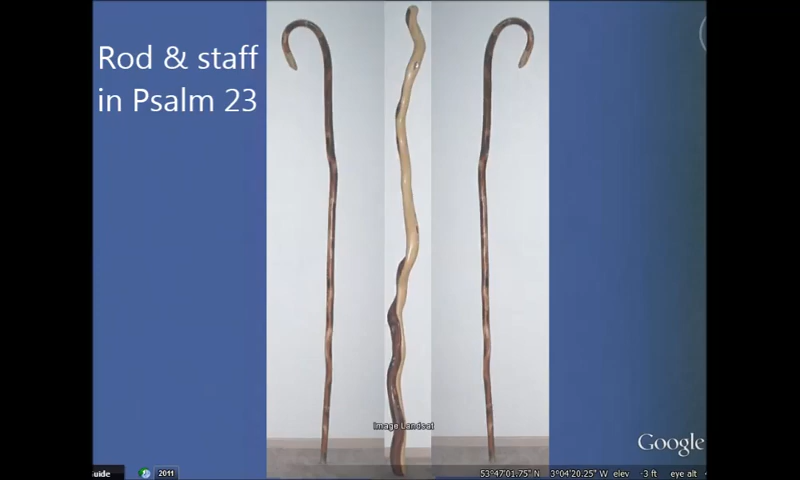 Rod & staff
in Psalm 23
Image Landsat
Google
uide
2011
53°47'01.75" N 3°04'20.25" W elev -3 ft eye alt